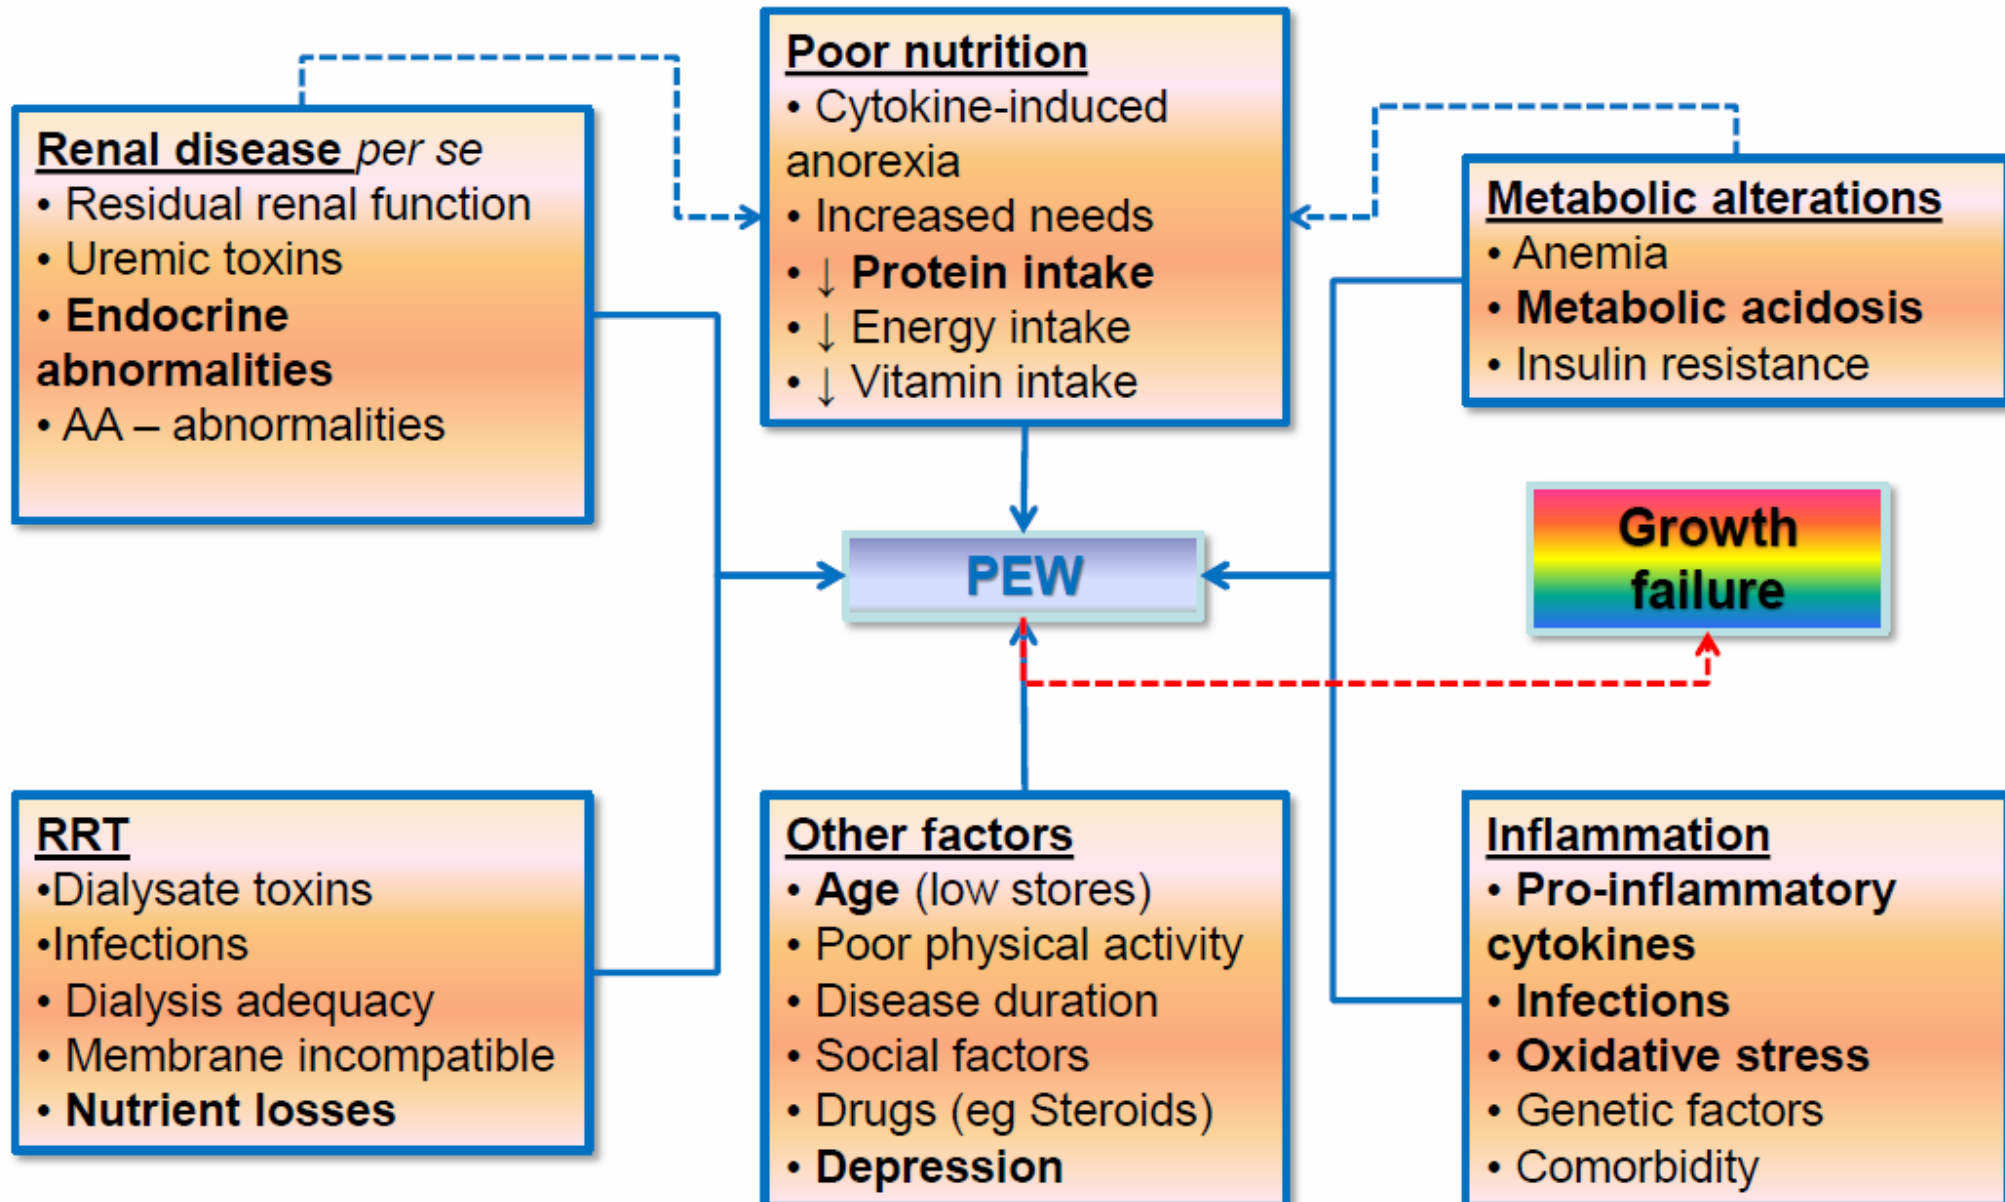 Poor nutrition
• Cytokine-induced
anorexia
• Increased needs
• ↓ Protein intake
• ↓ Energy intake
• ↓ Vitamin intake
Renal disease per se
• Residual renal function
• Uremic toxins
• Endocrine
abnormalities
• AA – abnormalities
Metabolic alterations
• Anemia
• Metabolic acidosis
• Insulin resistance
PEW
Growth
failure
RRT
•Dialysate toxins
•Infections
• Dialysis adequacy
• Membrane incompatible
• Nutrient losses
Other factors
• Age (low stores)
• Poor physical activity
• Disease duration
• Social factors
• Drugs (eg Steroids)
• Depression
Inflammation
• Pro-inflammatory
cytokines
• Infections
• Oxidative stress
• Genetic factors
• Comorbidity